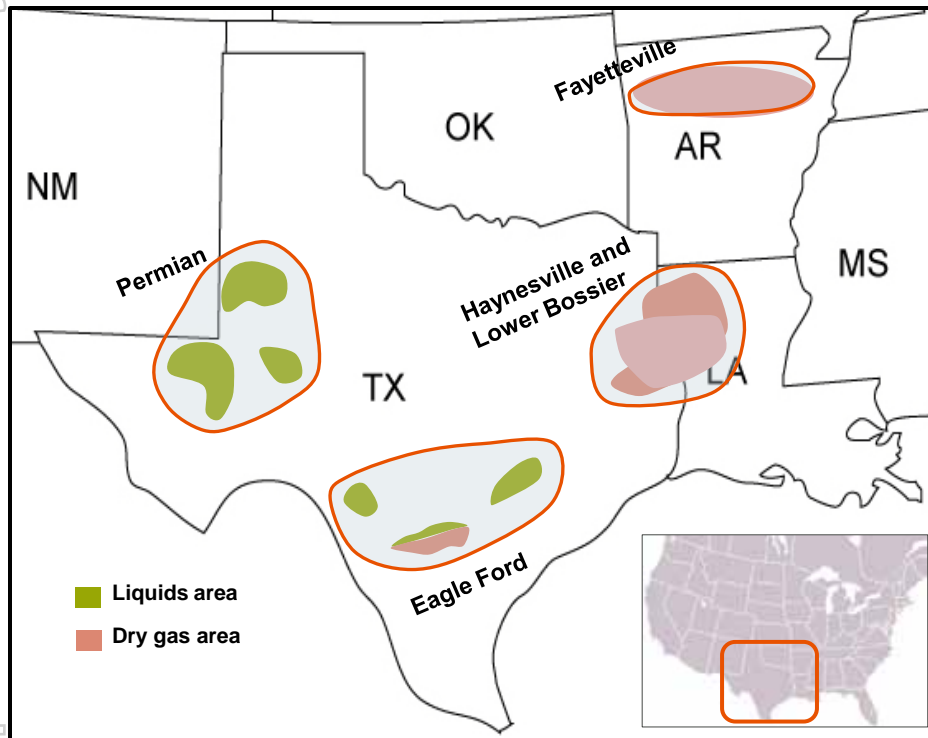 Fayetteville
OK
AR
NM
MS
Permian
Haynesville and
Lower Bossier
TX
LA
Eagle Ford
Liquids area
Dry gas area